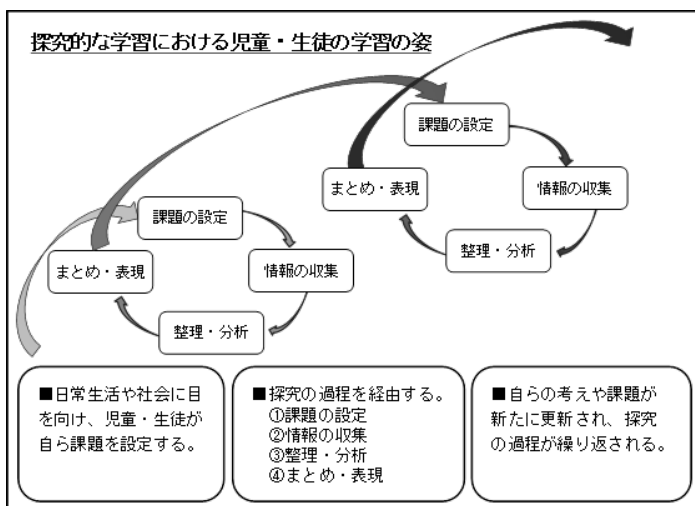 探究的な学習における児童・生徒の学習の姿
課題の設定
情報の収集
整理・分析
まとめ・表現
課題の設定
情報の収集
整理・分析
まとめ・表現
■日常生活や社会に目
を向け、児童・生徒が
自ら課題を設定する。
■探究の過程を経由する。
①課題の設定
②情報の収集
③整理・分析
④まとめ・表現
■自らの考えや課題が
新たに更新され、探究
の過程が繰り返される。